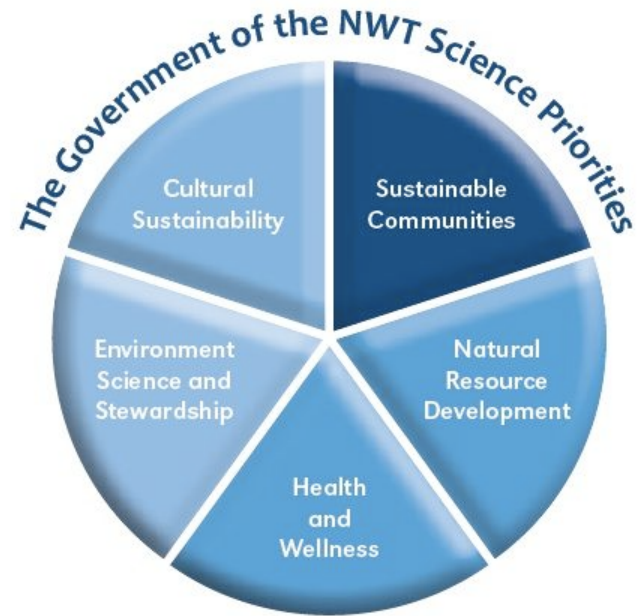 The Government of the NWT Science Priorities
Cultural
Sustainability
Sustainable
Communities
Environment
Science and
Stewardship
Natural
Resource
Development
Health
and
Wellness